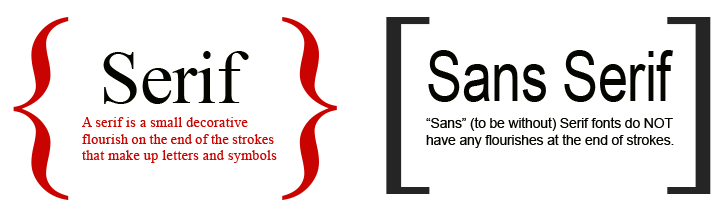 Serif
A serif is a small decorative
flourish on the end of the strokes
that make up letters and symbols
Sans Serif
“Sans” (to be without) Serif fonts do NOT
have any flourishes at the end of strokes.